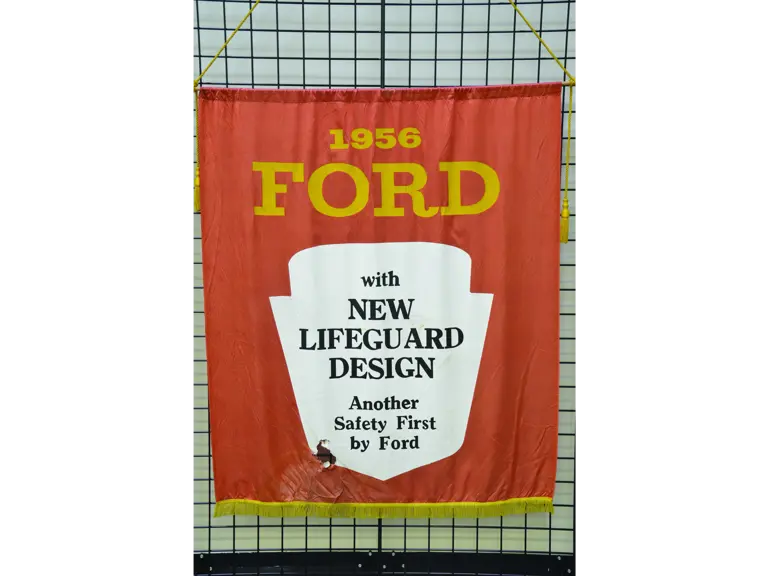 1956
FORD
with
NEW
LIFEGUARD
DESIGN
Another
Safety First
by Ford